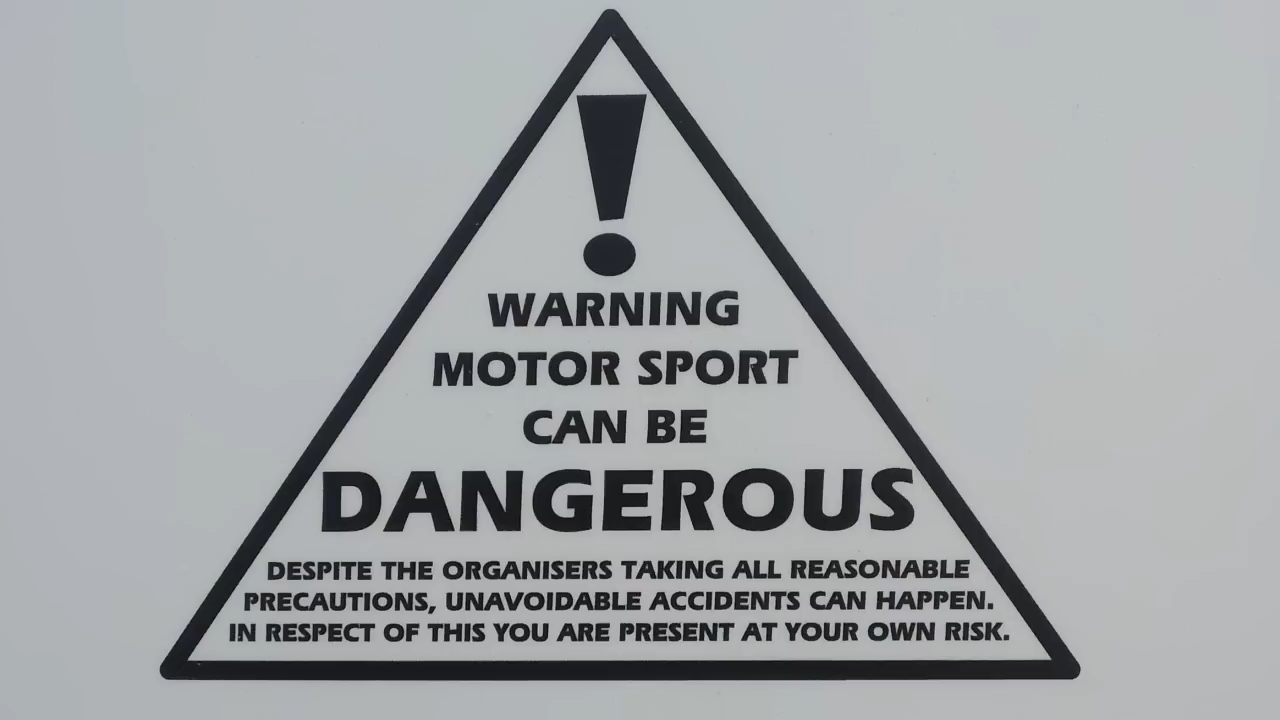 !
WARNING
MOTOR SPORT
CAN BE
DANGEROUS
DESPITE THE ORGANISERS TAKING ALL REASONABLE
PRECAUTIONS, UNAVOIDABLE ACCIDENTS CAN HAPPEN.
IN RESPECT OF THIS YOU ARE PRESENT AT YOUR OWN RISK.